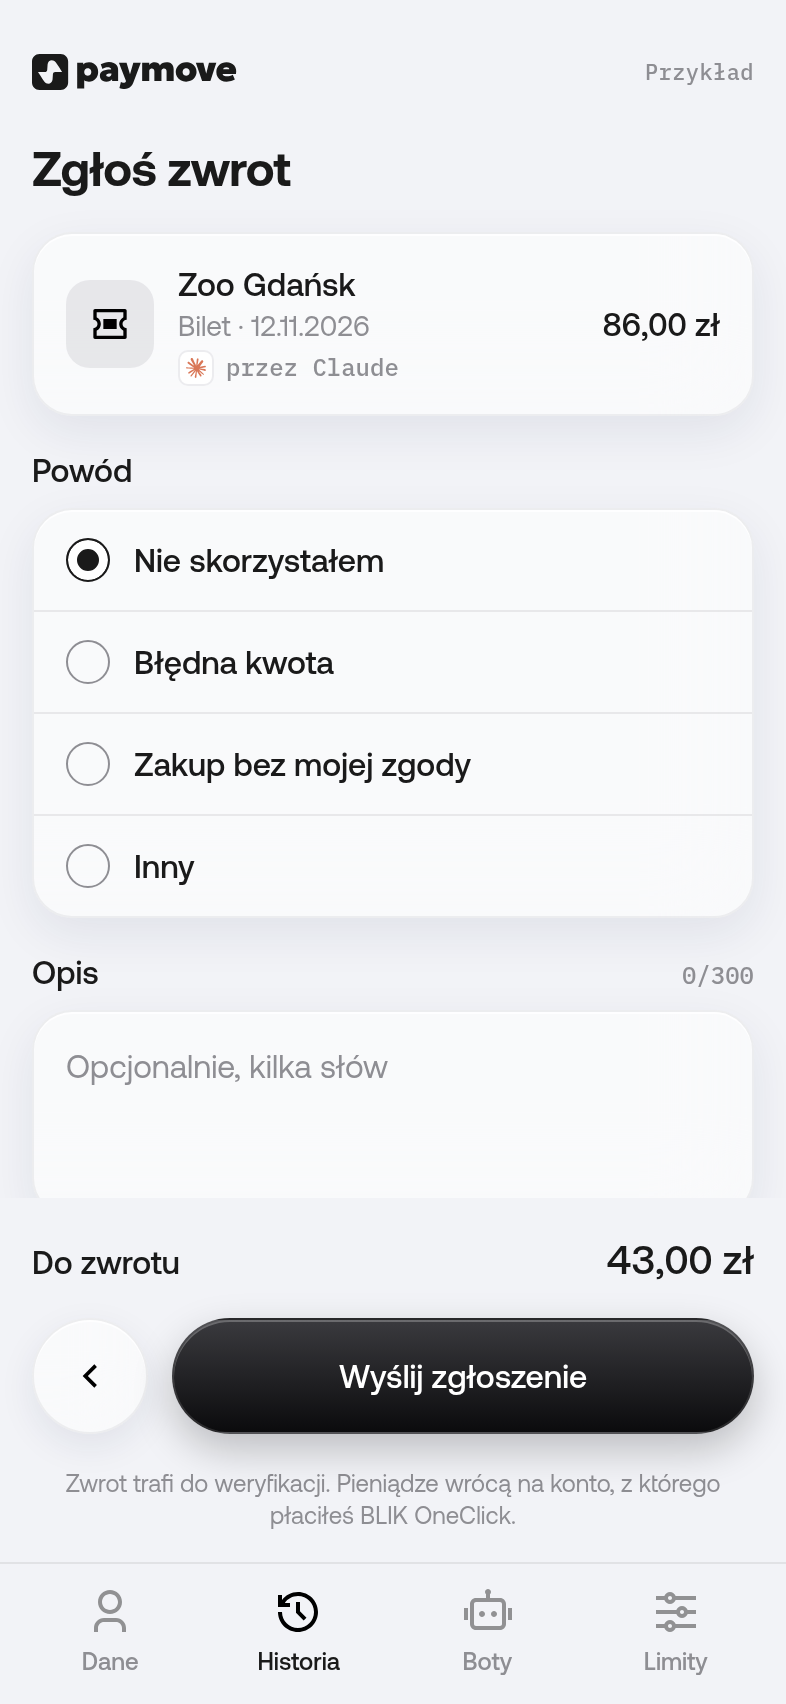 paymove
Przykład
Zgłoś zwrot
Zoo Gdańsk
Bilet · 12.11.2026
86,00 zł
przez Claude
Powód
Nie skorzystałem
Błędna kwota
Zakup bez mojej zgody
Inny
Opis
0/300
Opcjonalnie, kilka słów
Do zwrotu
43,00 zł
Wyślij zgłoszenie
Zwrot trafi do weryfikacji. Pieniądze wrócą na konto, z którego
płaciłeś BLIK OneClick.
Dane
Historia
Boty
Limity